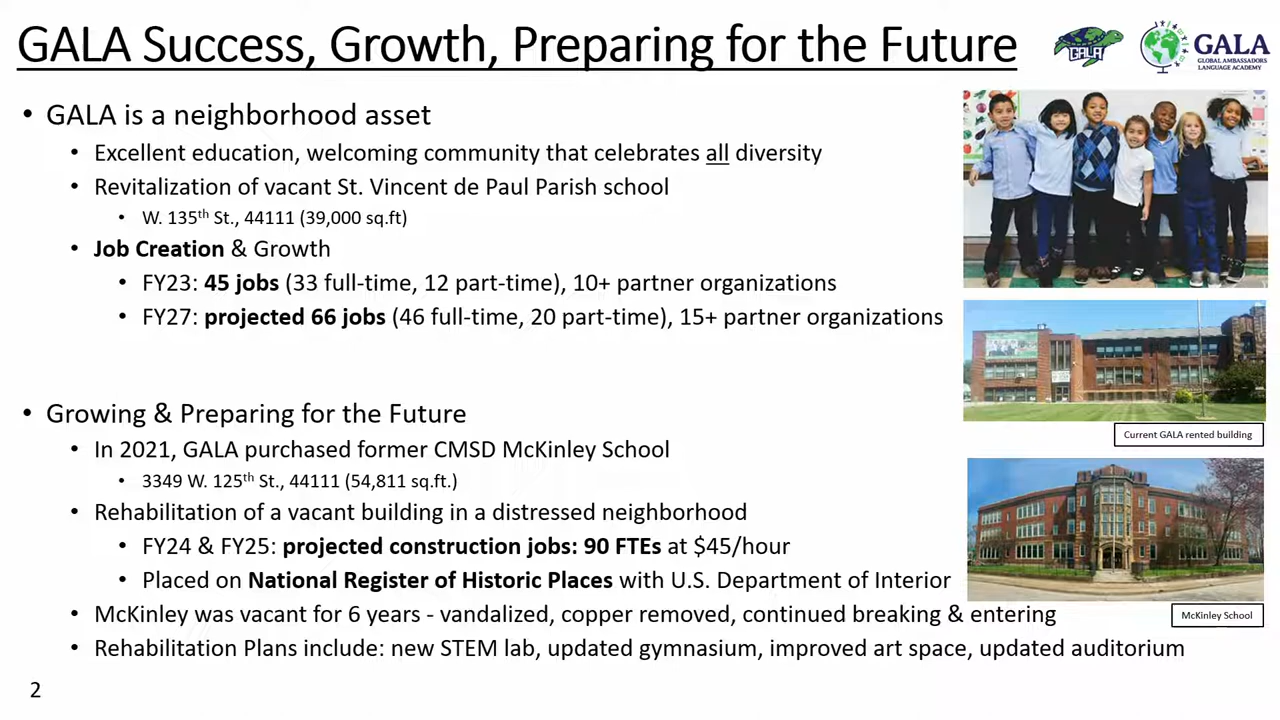 GALA Success, Growth, Preparing for the Future
GALA
GALA
GLOBAL AMBASSADORS
LANGUAGE ACADEMY
• GALA is a neighborhood asset
• Excellent education, welcoming community that celebrates all diversity
• Revitalization of vacant St. Vincent de Paul Parish school
• W. 135th St., 44111 (39,000 sq.ft)
• Job Creation & Growth
• FY23: 45 jobs (33 full-time, 12 part-time), 10+ partner organizations
• FY27: projected 66 jobs (46 full-time, 20 part-time), 15+ partner organizations
Current GALA rented building
• Growing & Preparing for the Future
• In 2021, GALA purchased former CMSD McKinley School
• 3349 W. 125th St., 44111 (54,811 sq.ft.)
• Rehabilitation of a vacant building in a distressed neighborhood
• FY24 & FY25: projected construction jobs: 90 FTEs at $45/hour
• Placed on National Register of Historic Places with U.S. Department of Interior
• McKinley was vacant for 6 years - vandalized, copper removed, continued breaking & entering
McKinley School
• Rehabilitation Plans include: new STEM lab, updated gymnasium, improved art space, updated auditorium
2